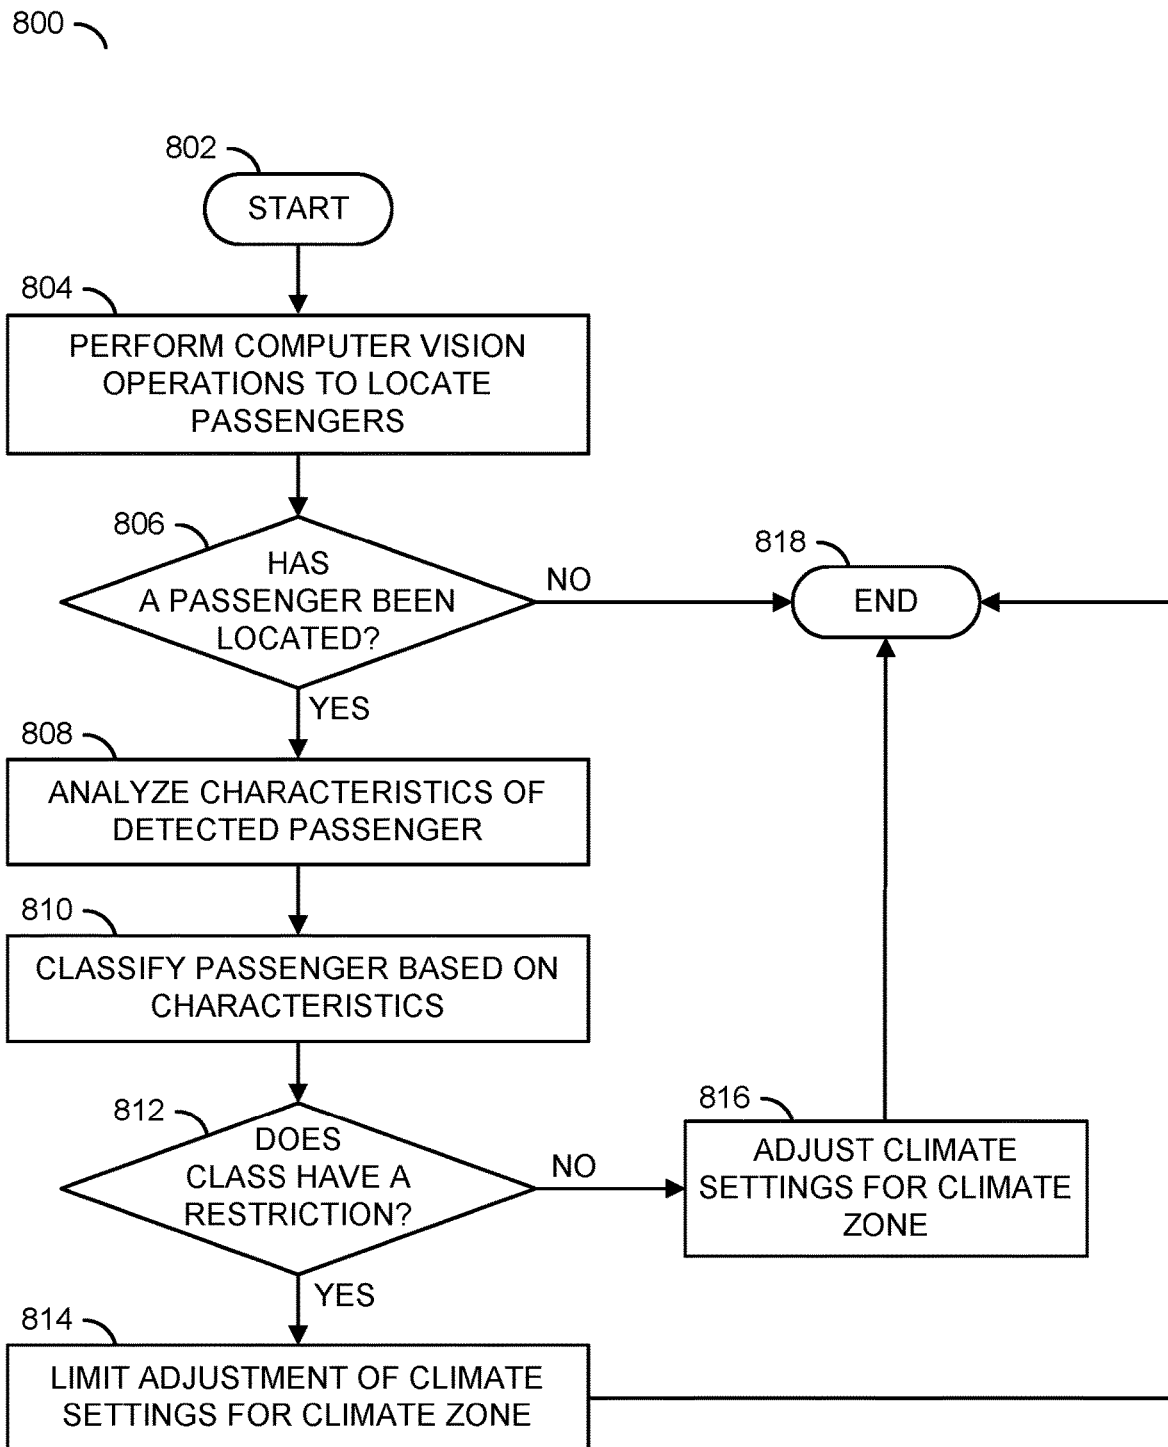 800
802
START
804
PERFORM COMPUTER VISION
OPERATIONS TO LOCATE
PASSENGERS
806
HAS
A PASSENGER BEEN
LOCATED?
NO
818
END
YES
808
ANALYZE CHARACTERISTICS OF
DETECTED PASSENGER
810
CLASSIFY PASSENGER BASED ON
CHARACTERISTICS
812
DOES
CLASS HAVE A
RESTRICTION?
NO
816
ADJUST CLIMATE
SETTINGS FOR CLIMATE
ZONE
YES
814
LIMIT ADJUSTMENT OF CLIMATE
SETTINGS FOR CLIMATE ZONE